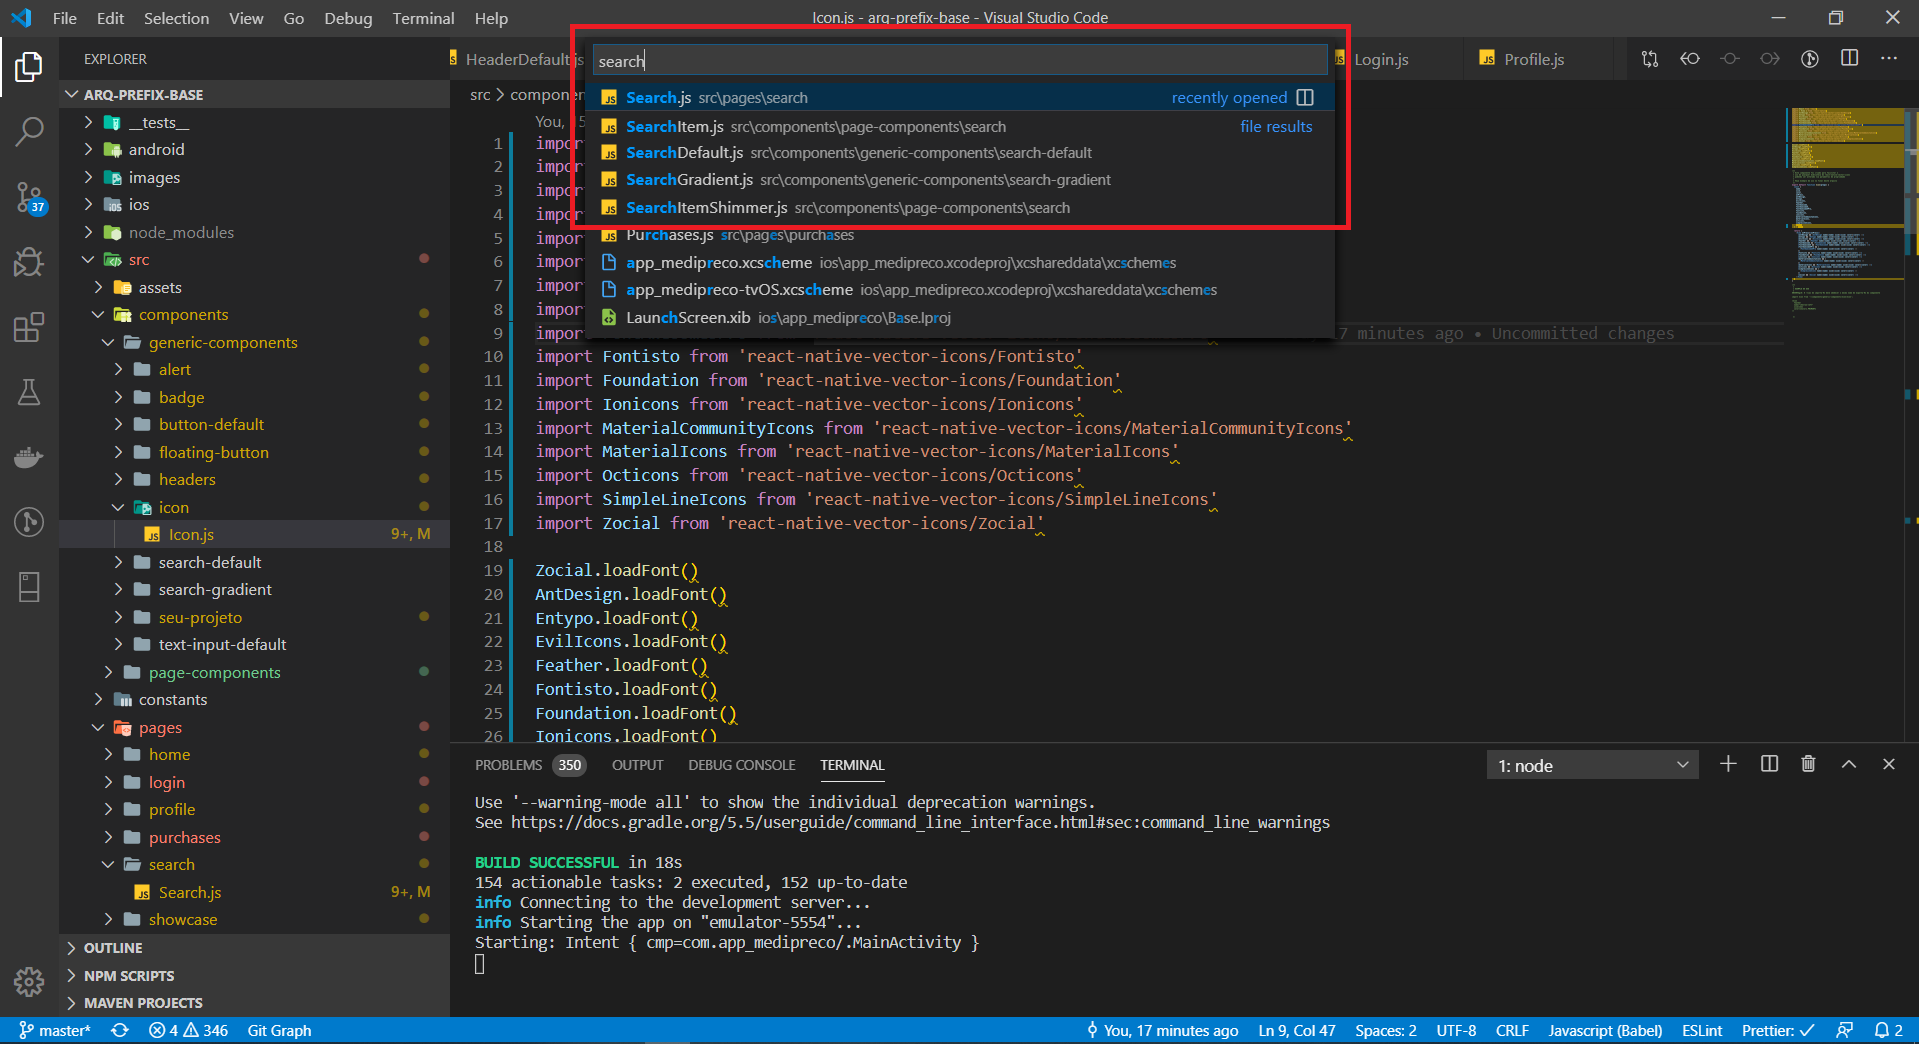 File Edit Selection View Go Debug Terminal Help
Icon.js - arq-prefix-base - Visual Studio Code
EXPLORER
ARQ-PREFIX-BASE
__tests__
android
images
ios
node_modules
src
assets
components
generic-components
alert
badge
button-default
floating-button
headers
icon
Icon.js 9+, M
search-default
search-gradient
seu-projeto
text-input-default
page-components
constants
pages
home
login
profile
purchases
search
Search.js 9+, M
showcase
OUTLINE
NPM SCRIPTS
MAVEN PROJECTS
37
HeaderDefault.js
Login.js
Profile.js
search
Search.js src\pages\search recently opened
SearchItem.js src\components\page-components\search file results
SearchDefault.js src\components\generic-components\search-default
SearchGradient.js src\components\generic-components\search-gradient
SearchItemShimmer.js src\components\page-components\search
Purchases.js src\pages\purchases
app_medipreco.xcscheme ios\app_medipreco.xcodeproj\xcshareddata\xcschemes
app_medipreco-tvOS.xcscheme ios\app_medipreco.xcodeproj\xcshareddata\xcschemes
LaunchScreen.xib ios\app_medipreco\Base.lproj
src > componen
You, 5
1 impor
2 impor
3 impor
4 impor
5 impor
6 impor
7 impor
8 impor
9 impor 7 minutes ago • Uncommitted changes
10 import Fontisto from 'react-native-vector-icons/Fontisto'
11 import Foundation from 'react-native-vector-icons/Foundation'
12 import Ionicons from 'react-native-vector-icons/Ionicons'
13 import MaterialCommunityIcons from 'react-native-vector-icons/MaterialCommunityIcons'
14 import MaterialIcons from 'react-native-vector-icons/MaterialIcons'
15 import Octicons from 'react-native-vector-icons/Octicons'
16 import SimpleLineIcons from 'react-native-vector-icons/SimpleLineIcons'
17 import Zocial from 'react-native-vector-icons/Zocial'
18
19 Zocial.loadFont()
20 AntDesign.loadFont()
21 Entypo.loadFont()
22 EvilIcons.loadFont()
23 Feather.loadFont()
24 Fontisto.loadFont()
25 Foundation.loadFont()
26 Ionicons.loadFont()
PROBLEMS 350 OUTPUT DEBUG CONSOLE TERMINAL
1: node
Use '--warning-mode all' to show the individual deprecation warnings.
See https://docs.gradle.org/5.5/userguide/command_line_interface.html#sec:command_line_warnings
BUILD SUCCESSFUL in 18s
154 actionable tasks: 2 executed, 152 up-to-date
info Connecting to the development server...
info Starting the app on "emulator-5554"...
Starting: Intent { cmp=com.app_medipreco/.MainActivity }
master* 4 346 Git Graph
You, 17 minutes ago Ln 9, Col 47 Spaces: 2 UTF-8 CRLF Javascript (Babel) ESLint Prettier: ✓ 2